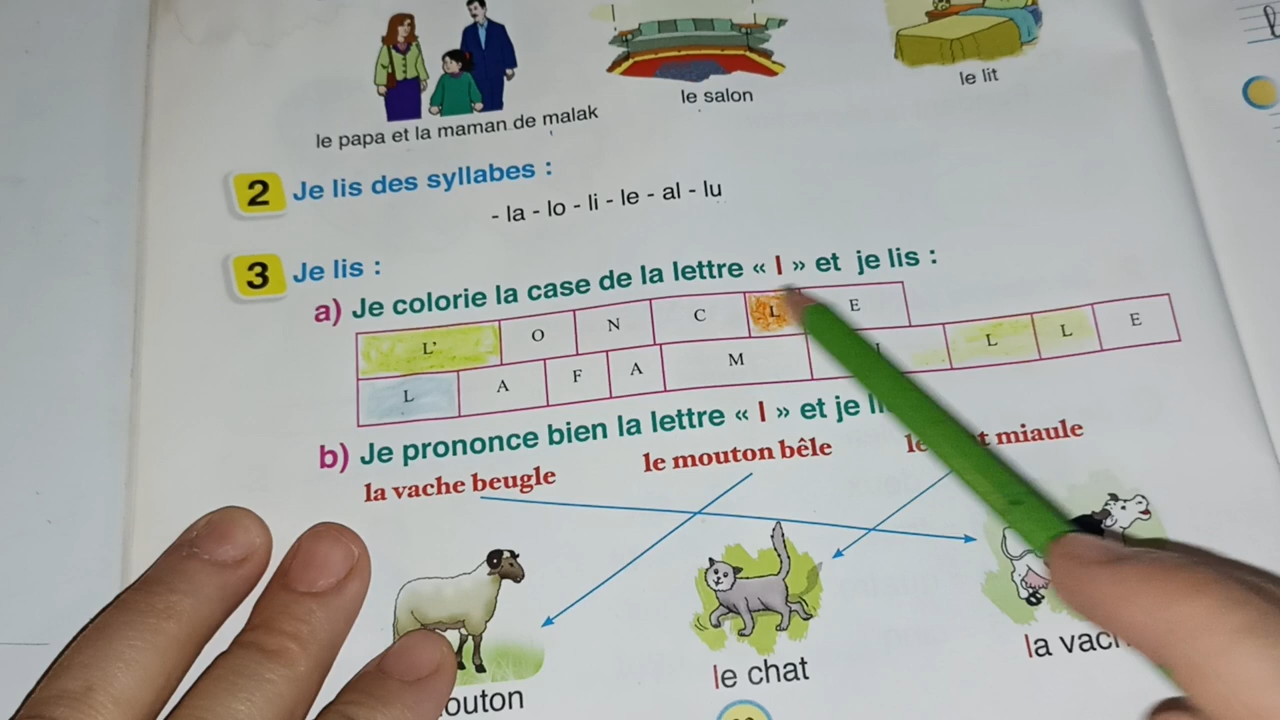 le papa et la maman de malak
le salon
le lit
2 Je lis des syllabes :
- la - lo - li - le - al - lu
3 Je lis :
a) Je colorie la case de la lettre « l » et je lis :
L' O N C L E
L A F A M L L E
b) Je prononce bien la lettre « l » et je
la vache beugle
le mouton bêle
le miaule
le chat
la